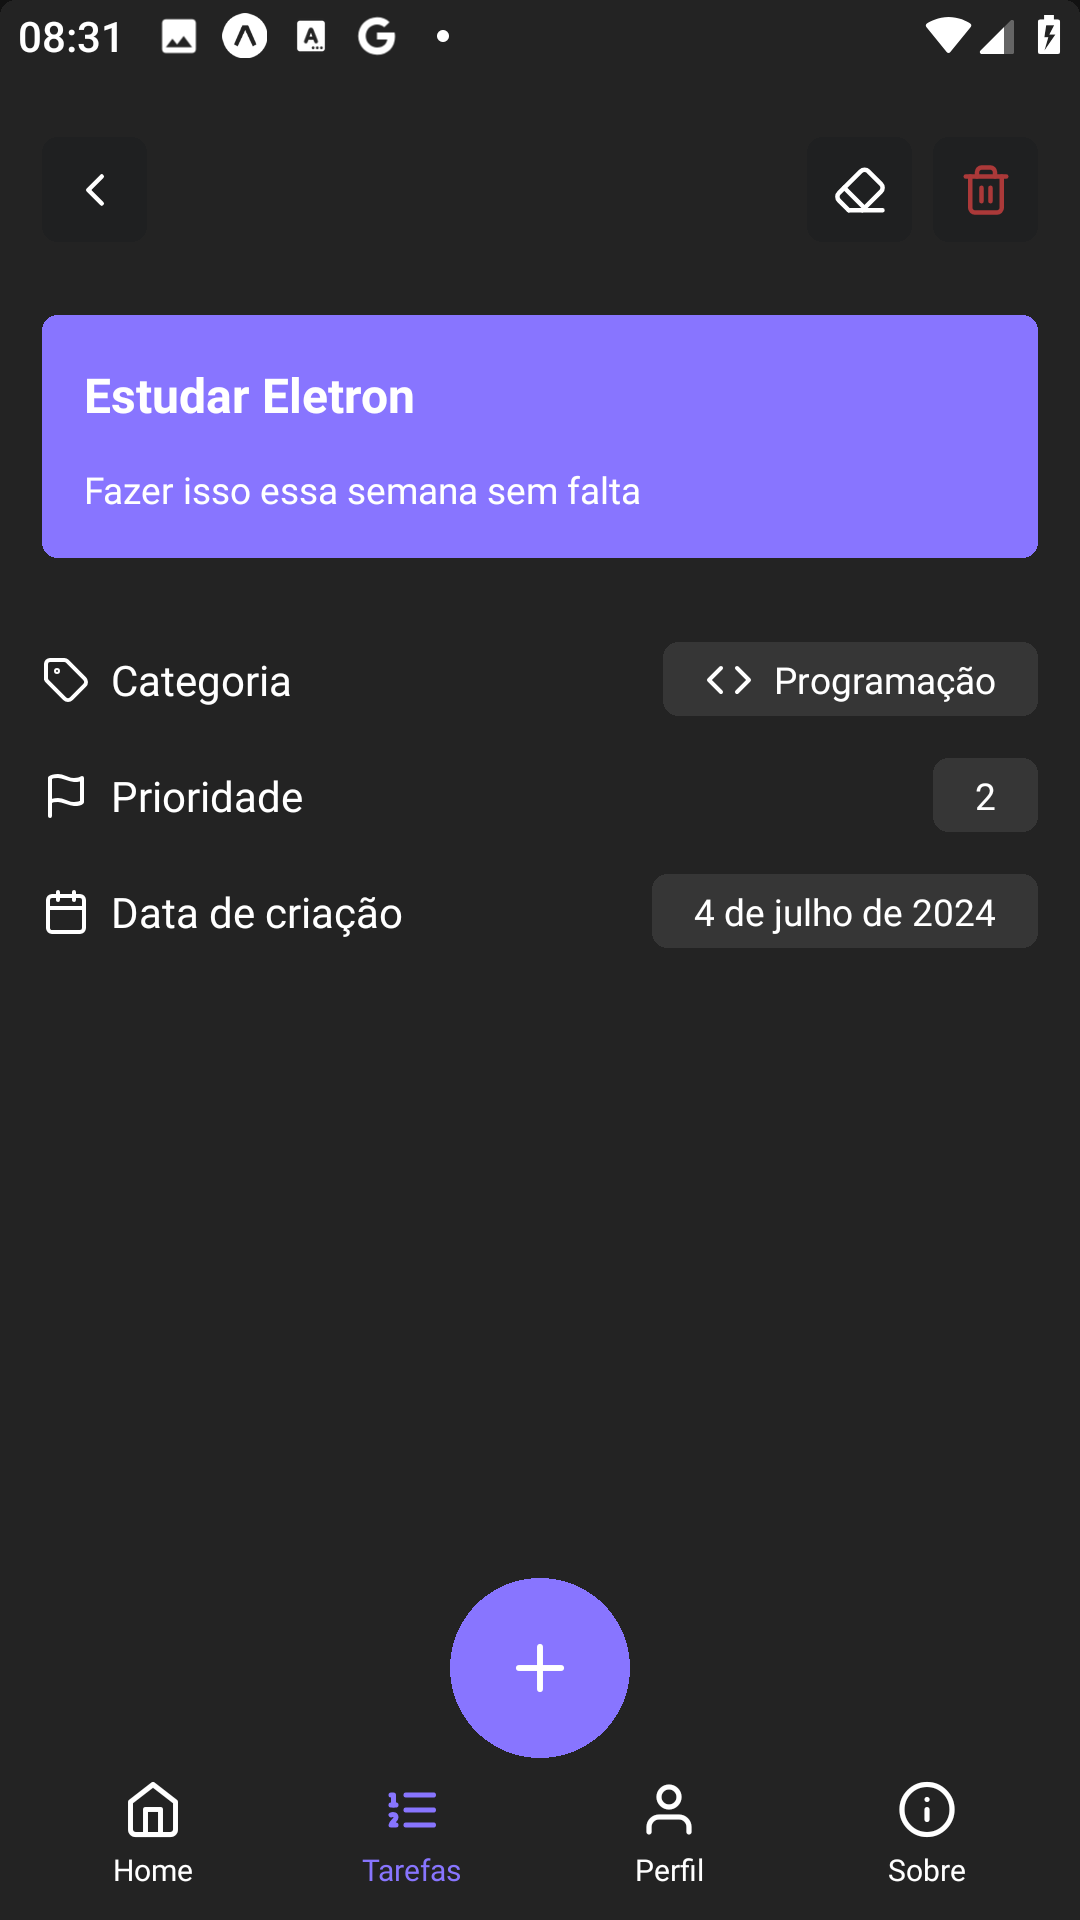 08:31
Estudar Eletron
Fazer isso essa semana sem falta
Categoria
Programação
Prioridade
2
Data de criação
4 de julho de 2024
Home
Tarefas
Perfil
Sobre